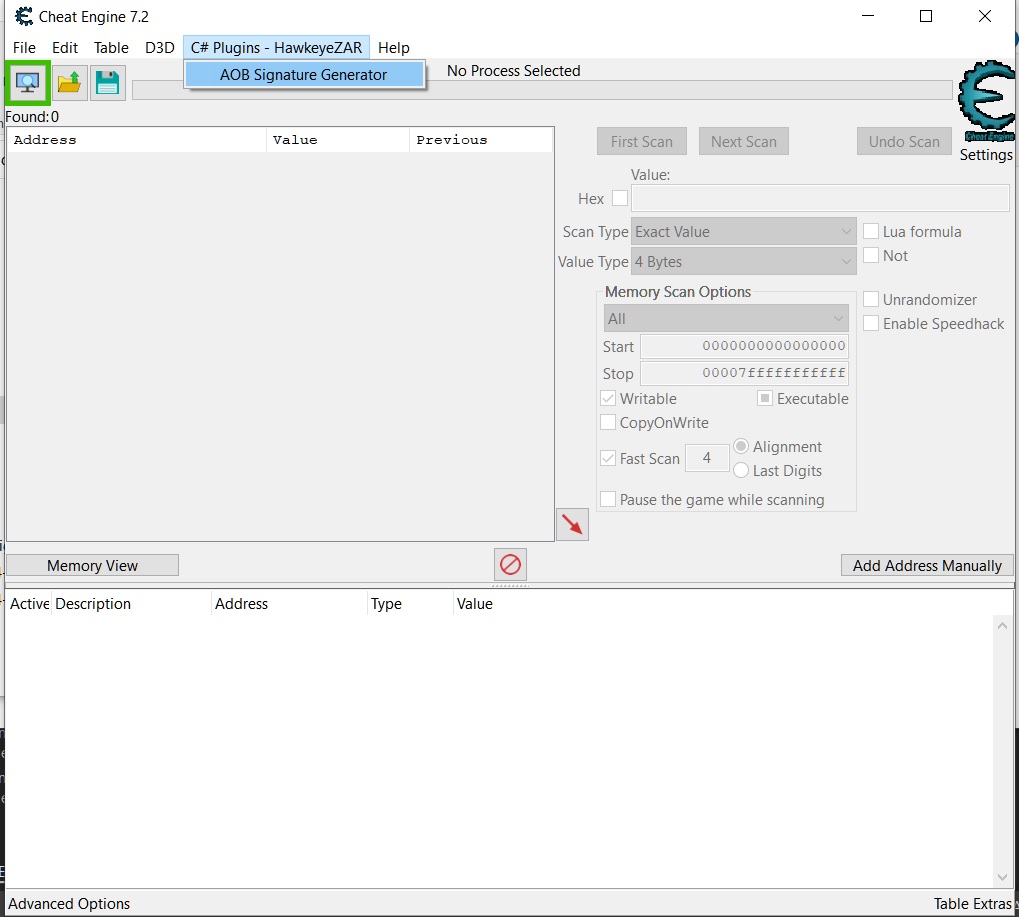 Cheat Engine 7.2
File Edit Table D3D C# Plugins - HawkeyeZAR Help
AOB Signature Generator
No Process Selected
Found:0
Address Value Previous
Cheat Engine
Settings
First Scan Next Scan Undo Scan
Value:
Hex
Scan Type Exact Value
Lua formula
Value Type 4 Bytes
Not
Memory Scan Options
All
Unrandomizer
Enable Speedhack
Start 0000000000000000
Stop 00007fffffffffff
Writable Executable
CopyOnWrite
Fast Scan 4 Alignment
Last Digits
Pause the game while scanning
Memory View
Add Address Manually
Active Description Address Type Value
Advanced Options
Table Extras